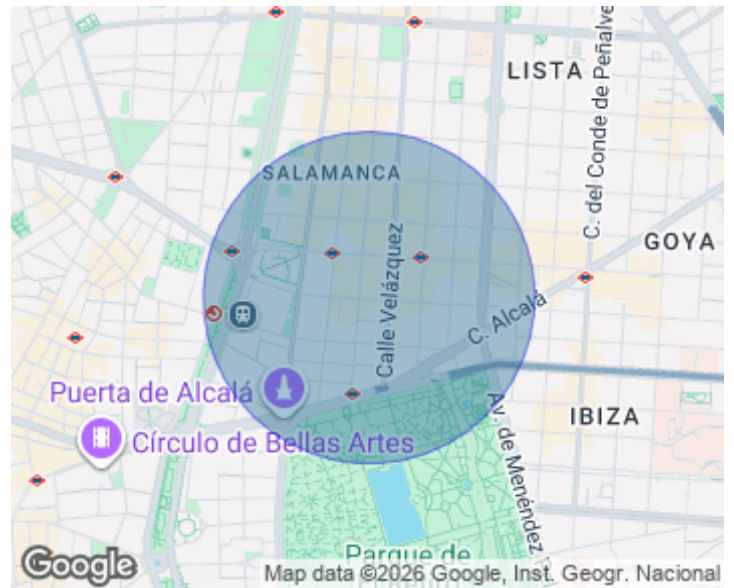 LISTA
C. del Conde de Peñalve
SALAMANCA
GOYA
Calle Velázquez
C. Alcalá
Puerta de Alcalá
Círculo de Bellas Artes
IBIZA
Av. de Menéndez
Parque de
Google
Map data ©2026 Google, Inst. Geogr. Nacional